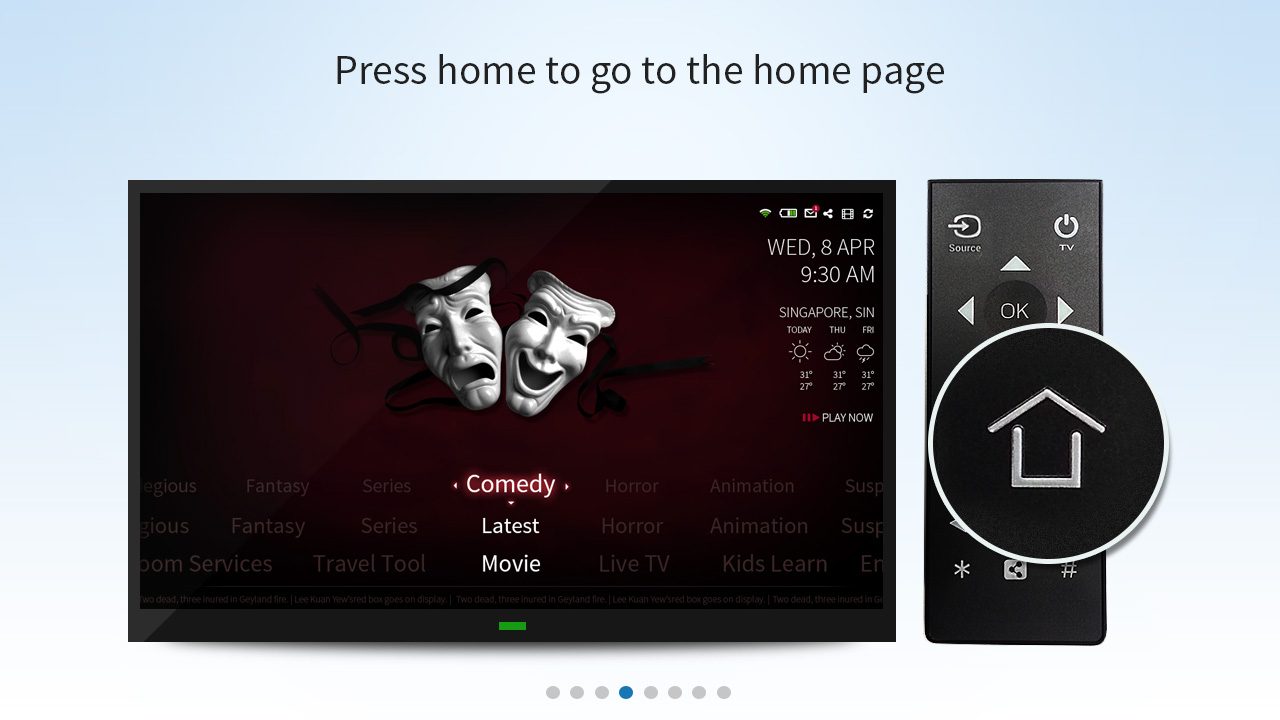 Press home to go to the home page
WED, 8 APR
9:30 AM
SINGAPORE, SIN
TODAY THU FRI
31° 31° 31°
27° 27° 27°
PLAY NOW
Source
TV
OK
egious Fantasy Series Comedy Horror Animation Susp
gious Fantasy Series Latest Horror Animation Susp
oom Services Travel Tool Movie Live TV Kids Learn En
Two dead, three inured in Geyland fire. | Lee Kuan Yew'sred box goes on display. | Two dead, three inured in Geyland fire. | Lee Kuan Yew'sred box goes on display. | Two dead, three inured in Ge
* #